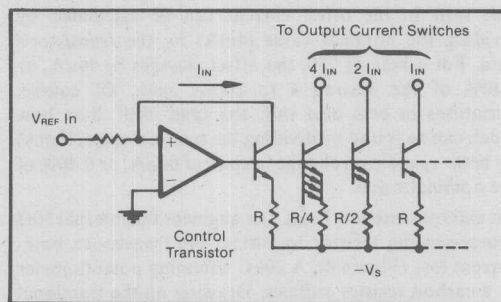 To Output Current Switches
I_IN
4 I_IN
2 I_IN
I_IN
V_REF In
+
−
Control
Transistor
R
R/4
R/2
R
−V_S